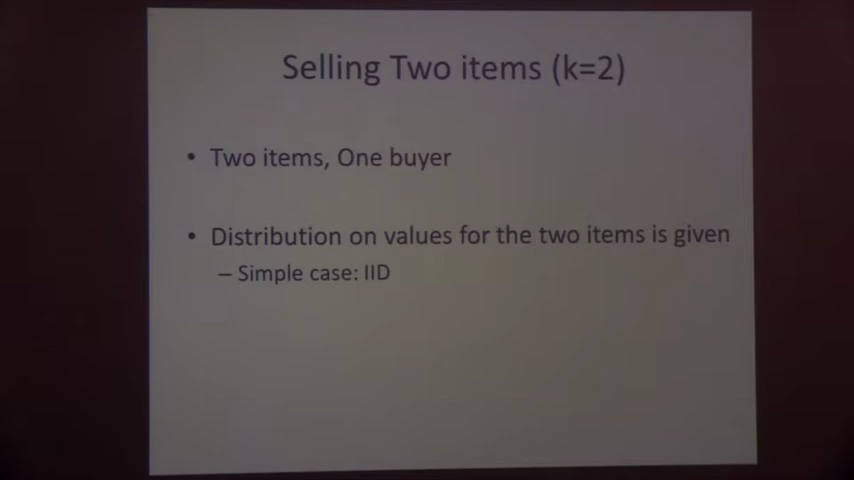 Selling Two items (k=2)
• Two items, One buyer
• Distribution on values for the two items is given
– Simple case: IID